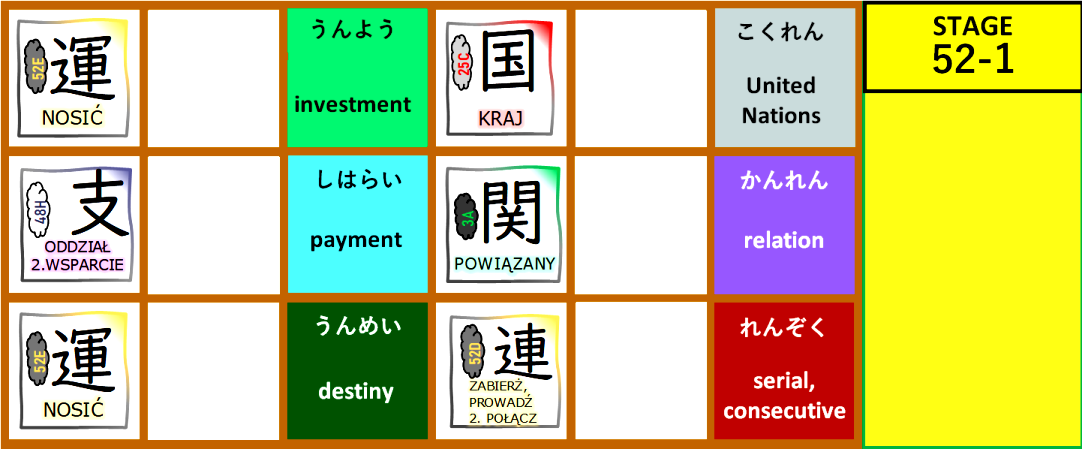 52E
運
NOSIĆ
うんよう
investment
25C
国
KRAJ
こくれん
United
Nations
STAGE
52-1
48H
支
ODDZIAŁ
2.WSPARCIE
しはらい
payment
3A
関
POWIĄZANY
かんれん
relation
52E
運
NOSIĆ
うんめい
destiny
52D
連
ZABIERŹ,
PROWADŹ
2. POŁĄCZ
れんぞく
serial,
consecutive